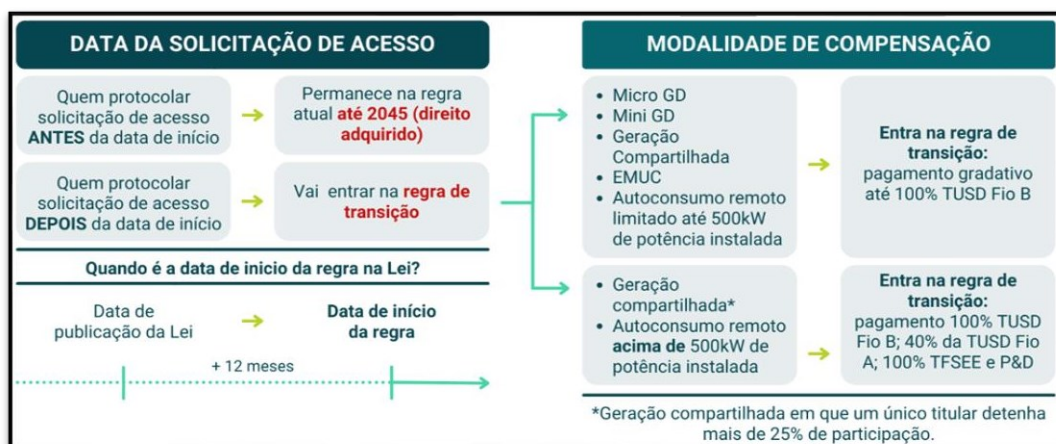 DATA DA SOLICITAÇÃO DE ACESSO
Quem protocolar
solicitação de acesso
ANTES da data de início
Permanece na regra
atual até 2045 (direito
adquirido)
Quem protocolar
solicitação de acesso
DEPOIS da data de início
Vai entrar na regra de
transição
Quando é a data de inicio da regra na Lei?
Data de
publicação da Lei
Data de início
da regra
+ 12 meses
MODALIDADE DE COMPENSAÇÃO
• Micro GD
• Mini GD
• Geração
Compartilhada
• EMUC
• Autoconsumo remoto
limitado até 500kW
de potência instalada
Entra na regra de
transição:
pagamento gradativo
até 100% TUSD Fio B
• Geração
compartilhada*
• Autoconsumo remoto
acima de 500kW de
potência instalada
Entra na regra de
transição:
pagamento 100% TUSD
Fio B; 40% da TUSD Fio
A; 100% TFSEE e P&D
*Geração compartilhada em que um único titular detenha
mais de 25% de participação.